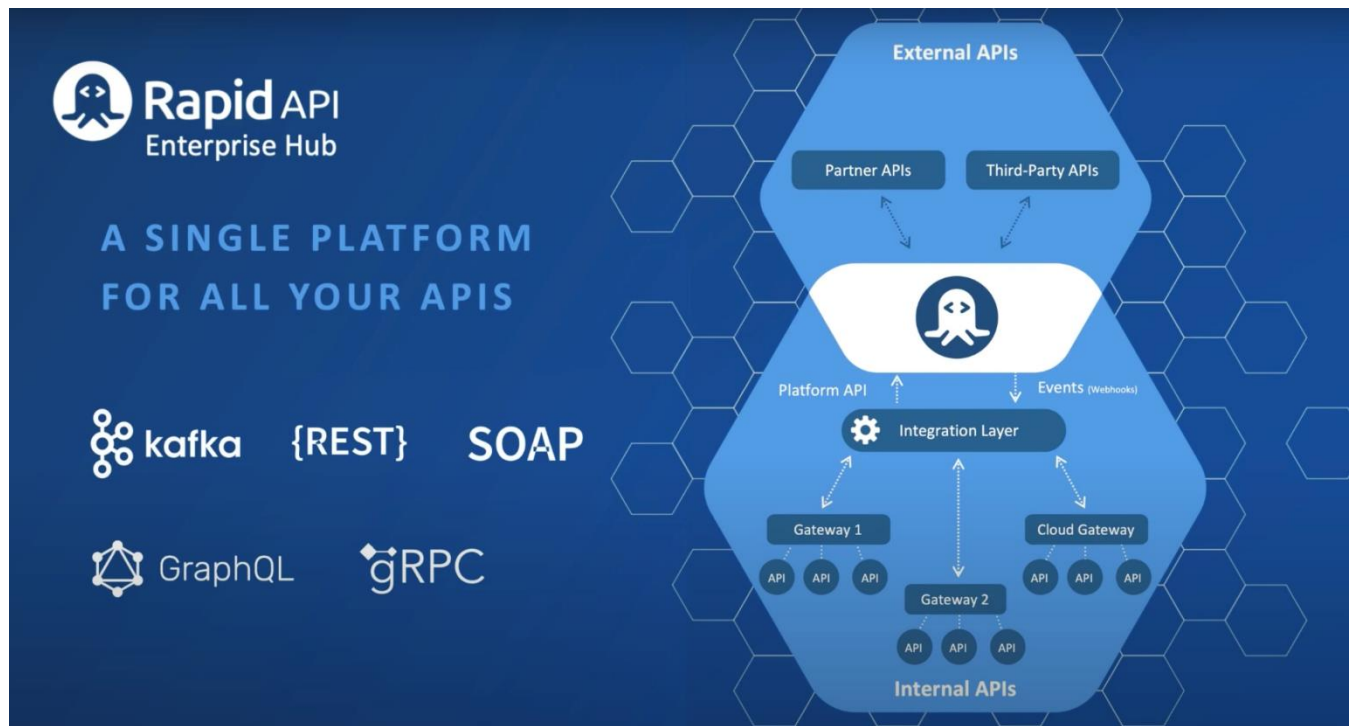 Rapid API
Enterprise Hub
A SINGLE PLATFORM
FOR ALL YOUR APIS
kafka
{REST}
SOAP
GraphQL
gRPC
External APIs
Partner APIs
Third-Party APIs
< >
Platform API
Events (Webhooks)
Integration Layer
Gateway 1
Cloud Gateway
API API API
API API API
Gateway 2
API API API
Internal APIs